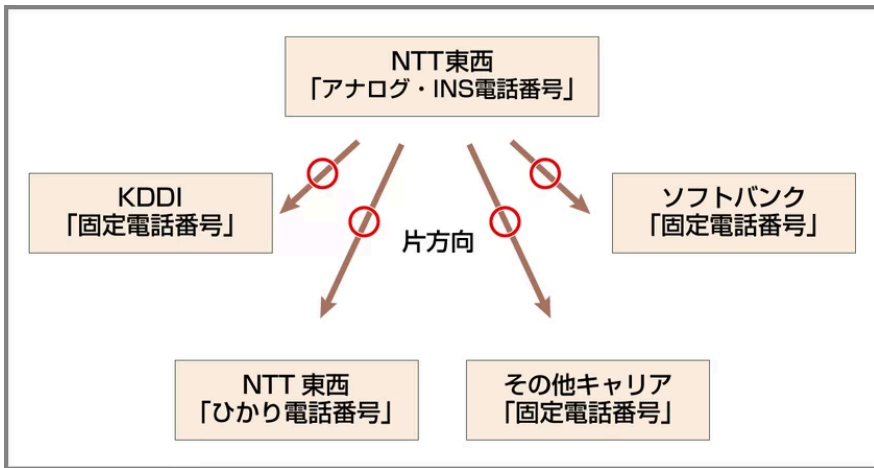 NTT東西
「アナログ・INS電話番号」
KDDI
「固定電話番号」
ソフトバンク
「固定電話番号」
片方向
NTT 東西
「ひかり電話番号」
その他キャリア
「固定電話番号」